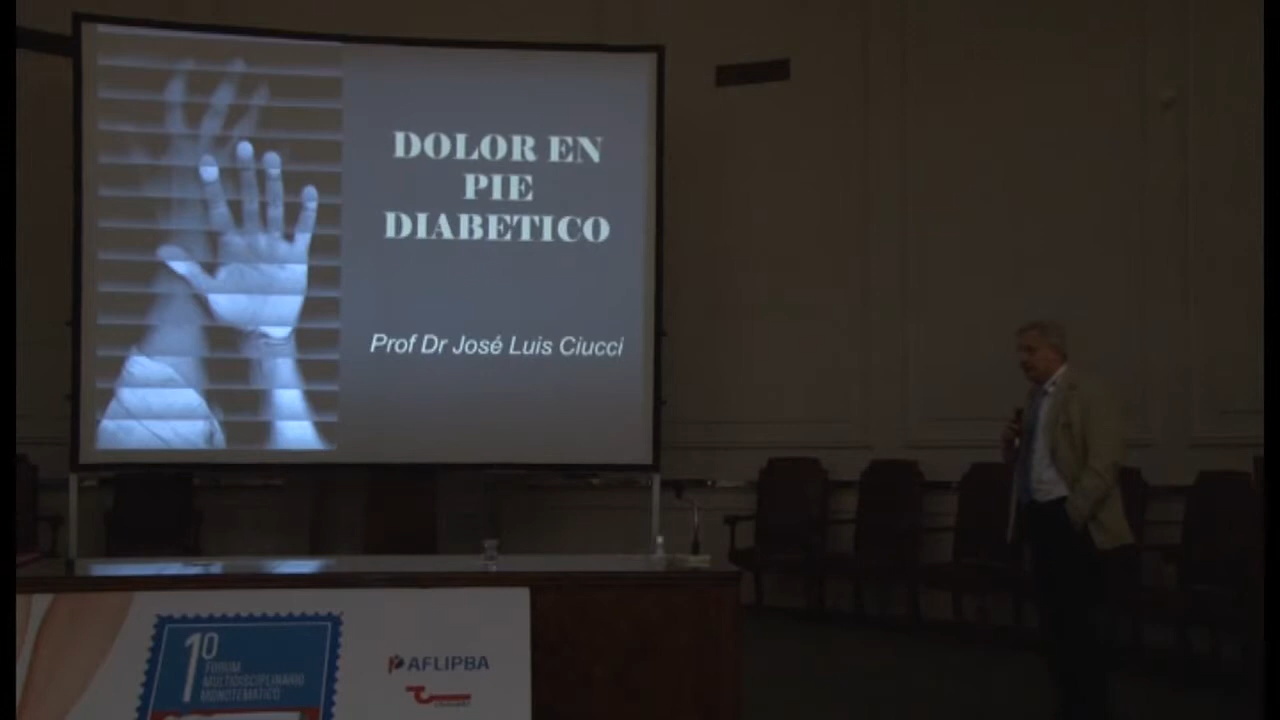 DOLOR EN
PIE
DIABETICO
Prof Dr José Luis Ciucci
1º
FORUM
MULTIDISCIPLINARIO
MONOTEMATICO
AFLIPBA